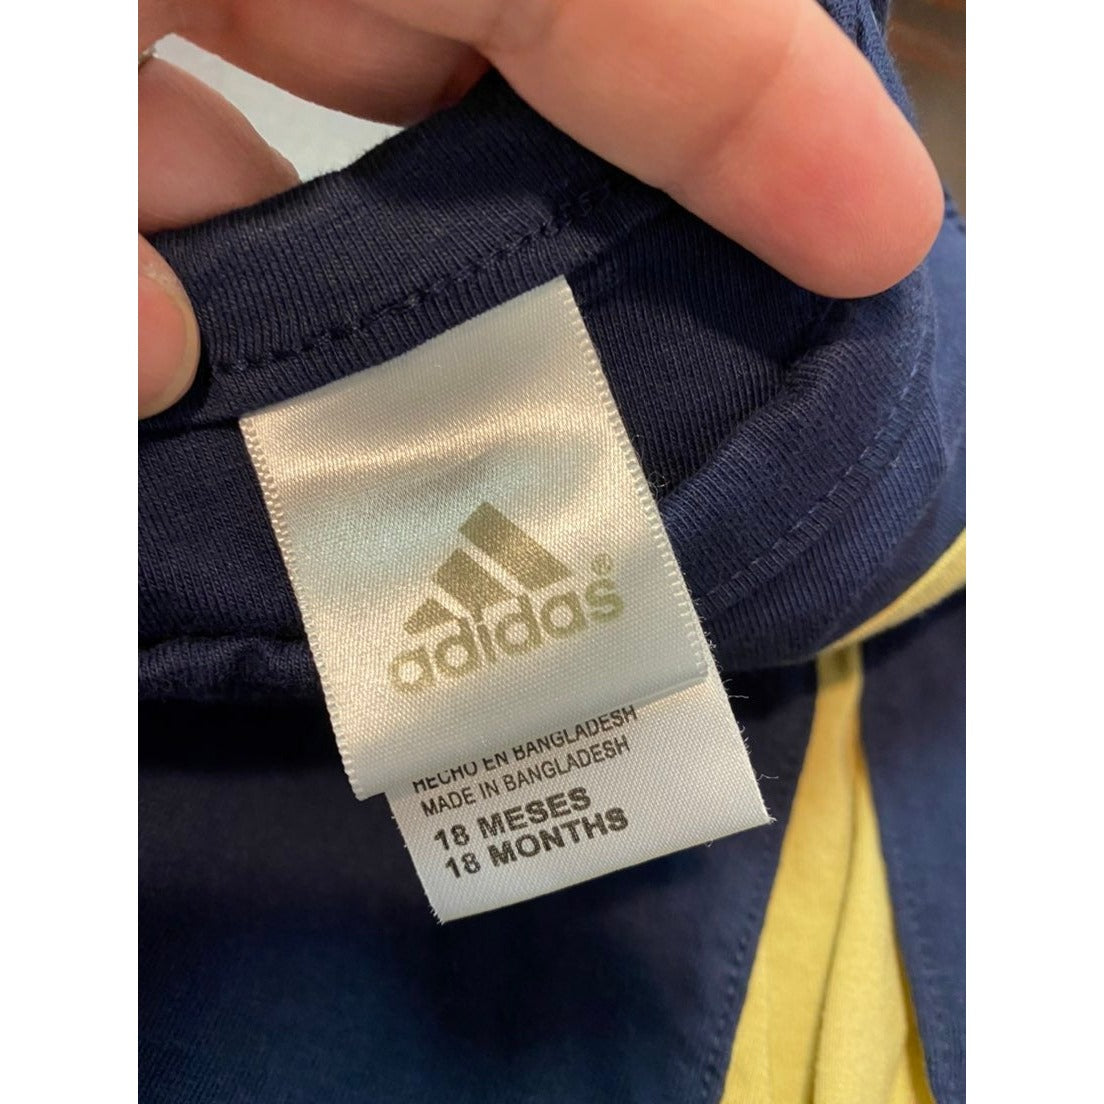 adidas®
HECHO EN BANGLADESH
MADE IN BANGLADESH
18 MESES
18 MONTHS